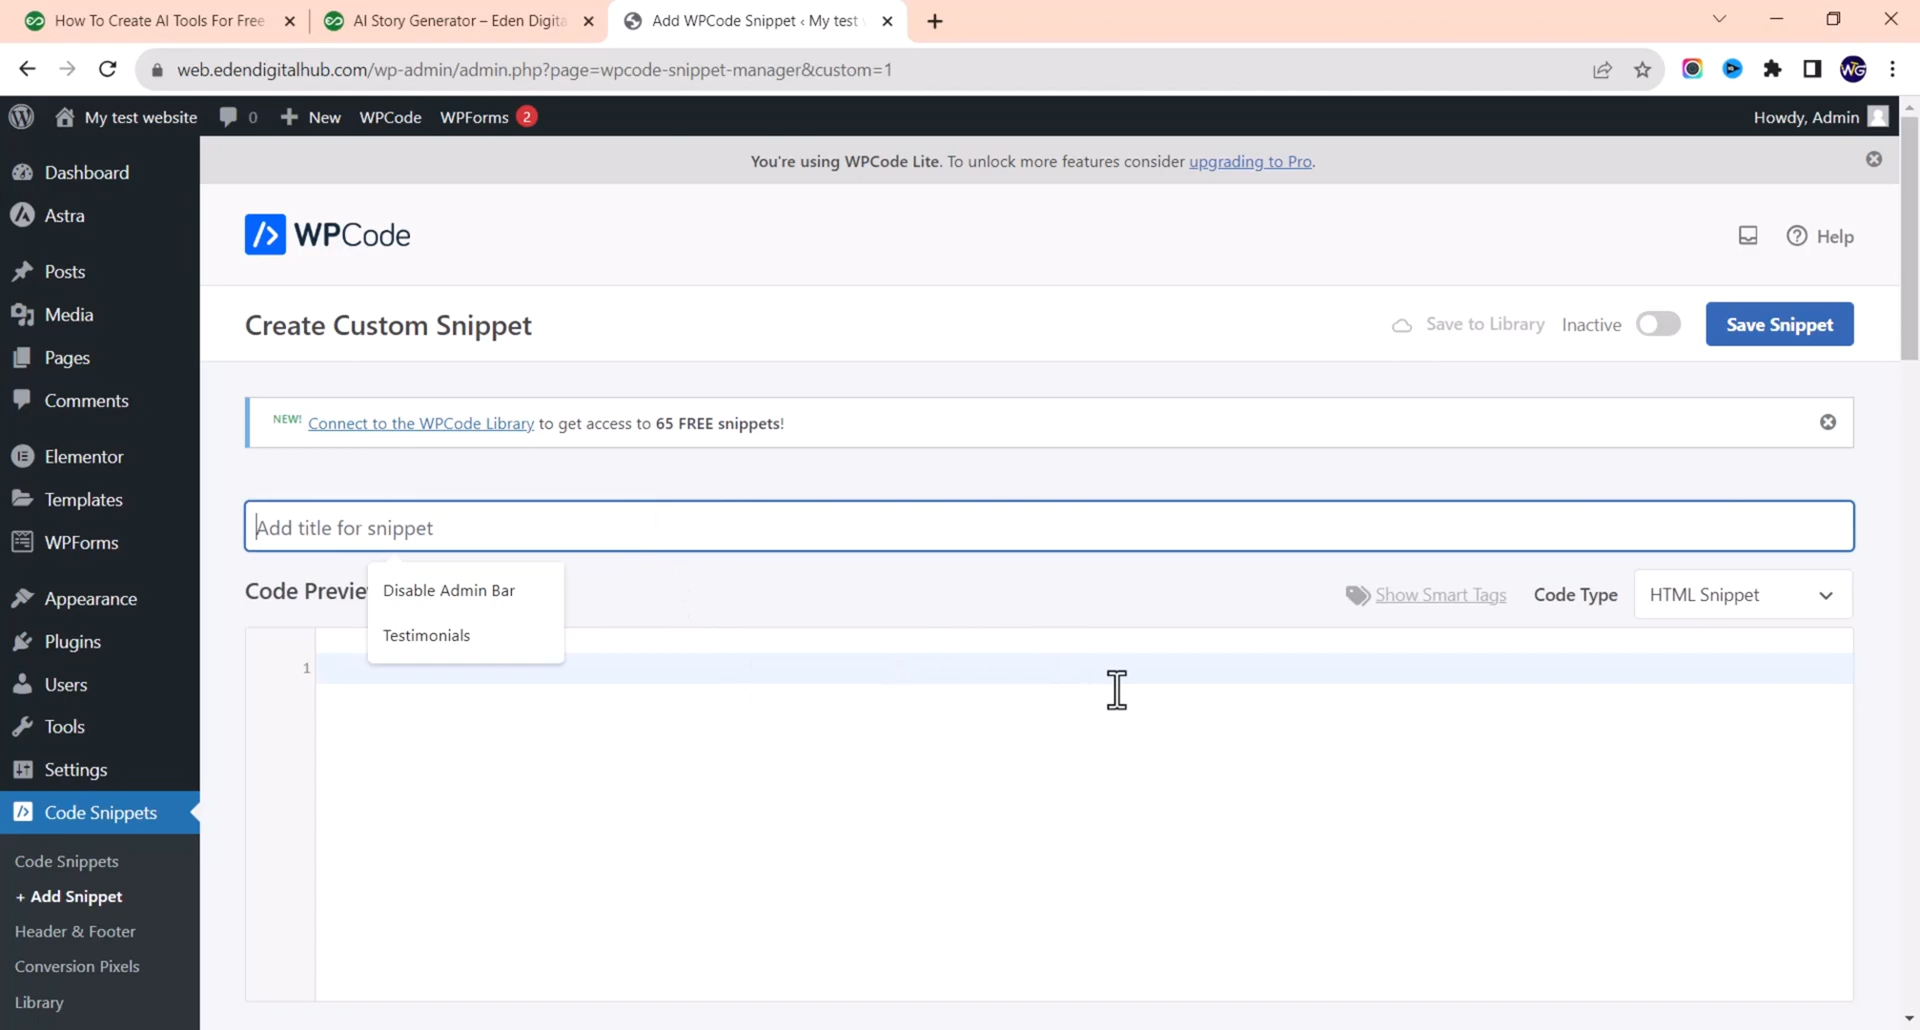 How To Create AI Tools For Free
AI Story Generator – Eden Digita
Add WPCode Snippet ‹ My test
web.edendigitalhub.com/wp-admin/admin.php?page=wpcode-snippet-manager&custom=1
WG
My test website
0
New
WPCode
WPForms 2
Howdy, Admin
Dashboard
Astra
Posts
Media
Pages
Comments
Elementor
Templates
WPForms
Appearance
Plugins
Users
Tools
Settings
Code Snippets
Code Snippets
+ Add Snippet
Header & Footer
Conversion Pixels
Library
You're using WPCode Lite. To unlock more features consider upgrading to Pro.
WPCode
Help
Create Custom Snippet
Save to Library
Inactive
Save Snippet
NEW! Connect to the WPCode Library to get access to 65 FREE snippets!
Add title for snippet
Code Previe
Disable Admin Bar
Testimonials
Show Smart Tags
Code Type
HTML Snippet
1